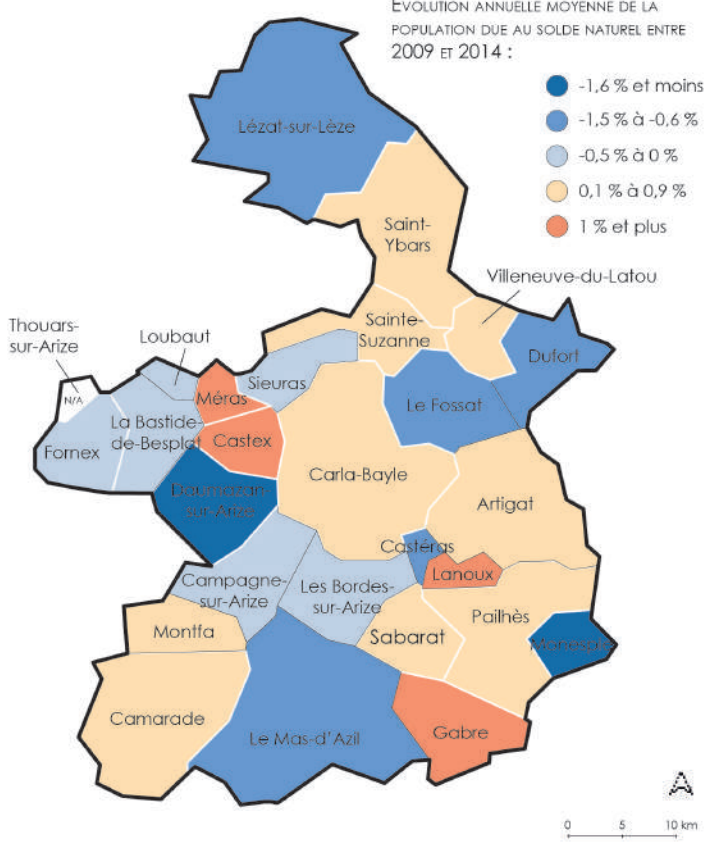 EVOLUTION ANNUELLE MOYENNE DE LA
POPULATION DUE AU SOLDE NATUREL ENTRE
2009 ET 2014 :
-1,6 % et moins
-1,5 % à -0,6 %
-0,5 % à 0 %
0,1 % à 0,9 %
1 % et plus
Lézat-sur-Lèze
Saint-
Ybars
Villeneuve-du-Latou
Thouars-
sur-Arize
Loubaut
Sainte-
Suzanne
Dufort
N/A
Méras
Sieuras
Le Fossat
La Bastide-
de-Besplat
Fornex
Castex
Carla-Bayle
Daumazan-
sur-Arize
Artigat
Castéras
Lanoux
Campagne-
sur-Arize
Les Bordes-
sur-Arize
Pailhès
Montfa
Sabarat
Monesple
Camarade
Le Mas-d'Azil
Gabre
0 5 10 km